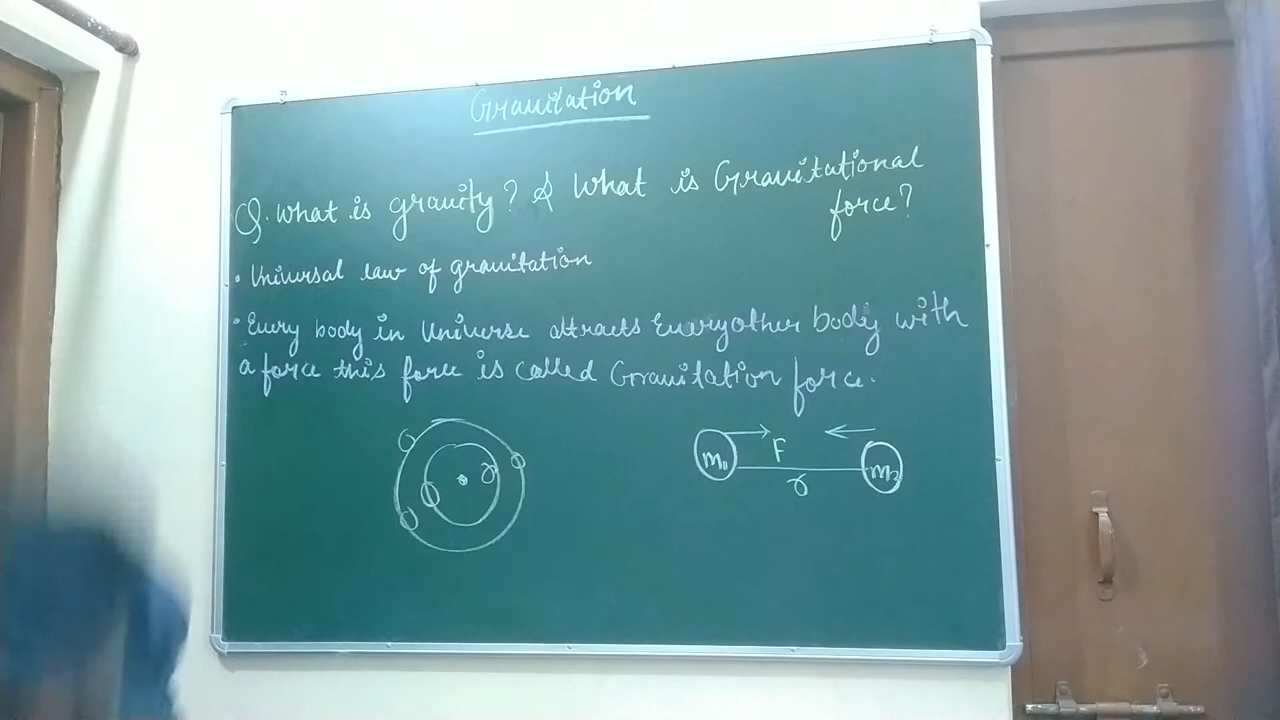 Gravitation
Q. What is gravity? & What is Gravitational
force?
• Universal law of gravitation
• Every body in Universe attracts Everyother body with
a force this force is called Gravitation force.
F
m1
m2
r